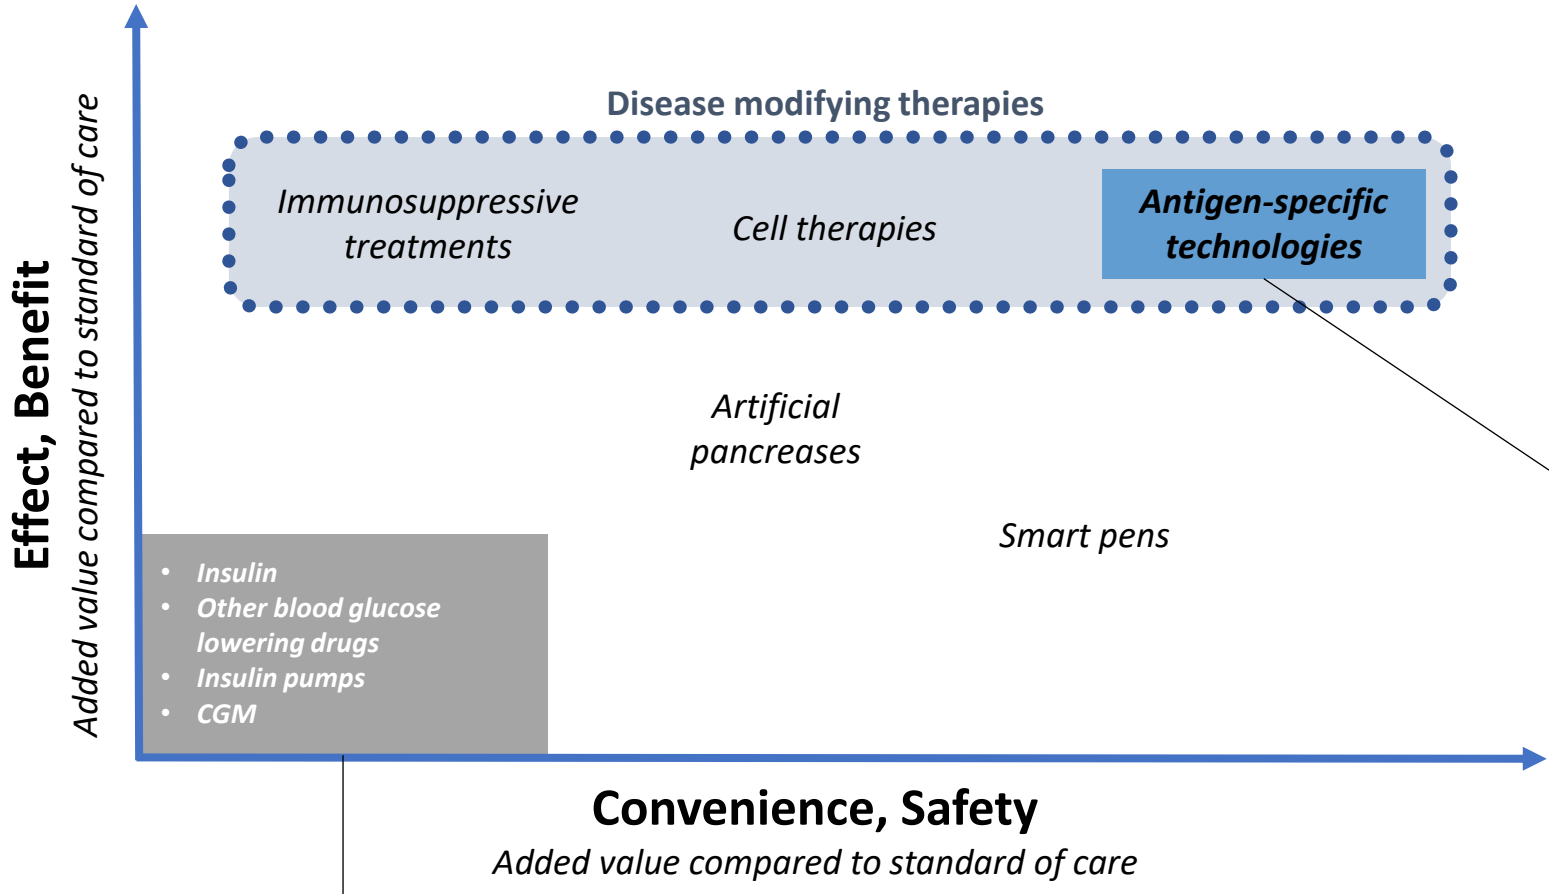 Disease modifying therapies
Immunosuppressive
treatments
Cell therapies
Antigen-specific
technologies
Effect, Benefit
Added value compared to standard of care
Artificial
pancreases
Smart pens
• Insulin
• Other blood glucose
lowering drugs
• Insulin pumps
• CGM
Convenience, Safety
Added value compared to standard of care